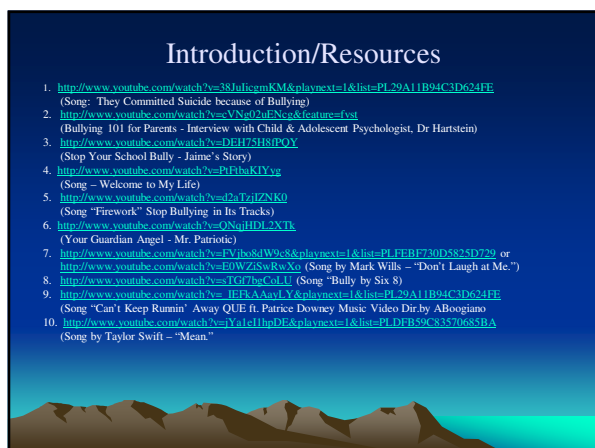 Introduction/Resources
1. http://www.youtube.com/watch?v=38JuIicgmKM&playnext=1&list=PL29A11B94C3D624FE
(Song: They Committed Suicide because of Bullying)
2. http://www.youtube.com/watch?v=cVNg02uENcg&feature=fvst
(Bullying 101 for Parents - Interview with Child & Adolescent Psychologist, Dr Hartstein)
3. http://www.youtube.com/watch?v=DEH75H8fPQY
(Stop Your School Bully - Jaime's Story)
4. http://www.youtube.com/watch?v=PtFtbaKIYyg
(Song – Welcome to My Life)
5. http://www.youtube.com/watch?v=d2aTzjIZNK0
(Song "Firework" Stop Bullying in Its Tracks)
6. http://www.youtube.com/watch?v=QNqjHDL2XTk
(Your Guardian Angel - Mr. Patriotic)
7. http://www.youtube.com/watch?v=FVjbo8dW9c8&playnext=1&list=PLFEBF730D5825D729 or
http://www.youtube.com/watch?v=E0WZiSwRwXo (Song by Mark Wills – "Don't Laugh at Me.")
8. http://www.youtube.com/watch?v=sTGf7bgCoLU (Song "Bully by Six 8)
9. http://www.youtube.com/watch?v=_IEFkAAayLY&playnext=1&list=PL29A11B94C3D624FE
(Song "Can't Keep Runnin' Away QUE ft. Patrice Downey Music Video Dir.by ABoogiano
10. http://www.youtube.com/watch?v=jYa1eI1hpDE&playnext=1&list=PLDFB59C83570685BA
(Song by Taylor Swift – "Mean."